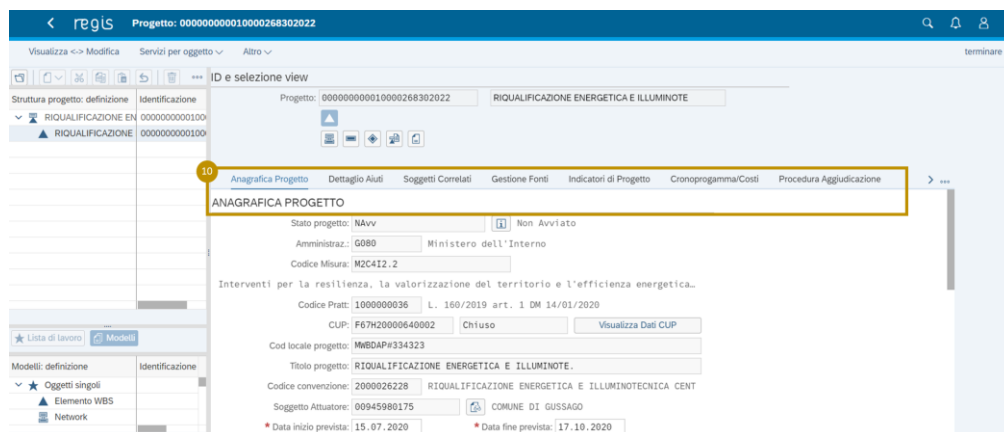 regis Progetto: 000000000010000268302022
Visualizza <-> Modifica Servizi per oggetto Altro terminare
ID e selezione view
Struttura progetto: definizione Identificazione
Progetto: 000000000010000268302022 RIQUALIFICAZIONE ENERGETICA E ILLUMINOTE
RIQUALIFICAZIONE EN 0000000000100
RIQUALIFICAZIONE 0000000000100
10
Anagrafica Progetto Dettaglio Aiuti Soggetti Correlati Gestione Fonti Indicatori di Progetto Cronoprogamma/Costi Procedura Aggiudicazione
ANAGRAFICA PROGETTO
Stato progetto: NAvv Non Avviato
Amministraz.: G080 Ministero dell'Interno
Codice Misura: M2C4I2.2
Interventi per la resilienza, la valorizzazione del territorio e l'efficienza energetica…
Codice Pratt: 1000000036 L. 160/2019 art. 1 DM 14/01/2020
CUP: F67H20000640002 Chiuso Visualizza Dati CUP
Cod locale progetto: MWBDAP#334323
Titolo progetto: RIQUALIFICAZIONE ENERGETICA E ILLUMINOTE.
Codice convenzione: 2000026228 RIQUALIFICAZIONE ENERGETICA E ILLUMINOTECNICA CENT
Soggetto Attuatore: 00945980175 COMUNE DI GUSSAGO
* Data inizio prevista: 15.07.2020 * Data fine prevista: 17.10.2020
Lista di lavoro Modelli
Modelli: definizione Identificazione
Oggetti singoli
Elemento WBS
Network